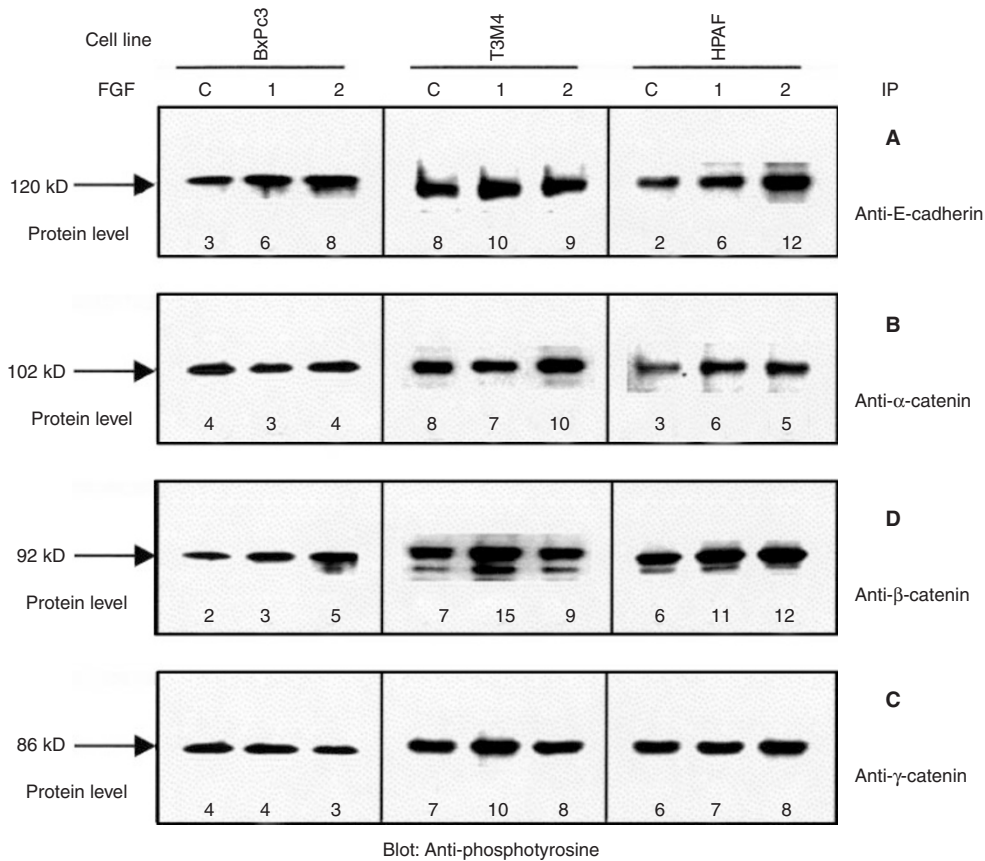 Cell line BxPc3 T3M4 HPAF
FGF C 1 2 C 1 2 C 1 2 IP
A
120 kD
Anti-E-cadherin
Protein level
3 6 8 8 10 9 2 6 12
B
102 kD
Anti-α-catenin
Protein level
4 3 4 8 7 10 3 6 5
D
92 kD
Anti-β-catenin
Protein level
2 3 5 7 15 9 6 11 12
C
86 kD
Anti-γ-catenin
Protein level
4 4 3 7 10 8 6 7 8
Blot: Anti-phosphotyrosine